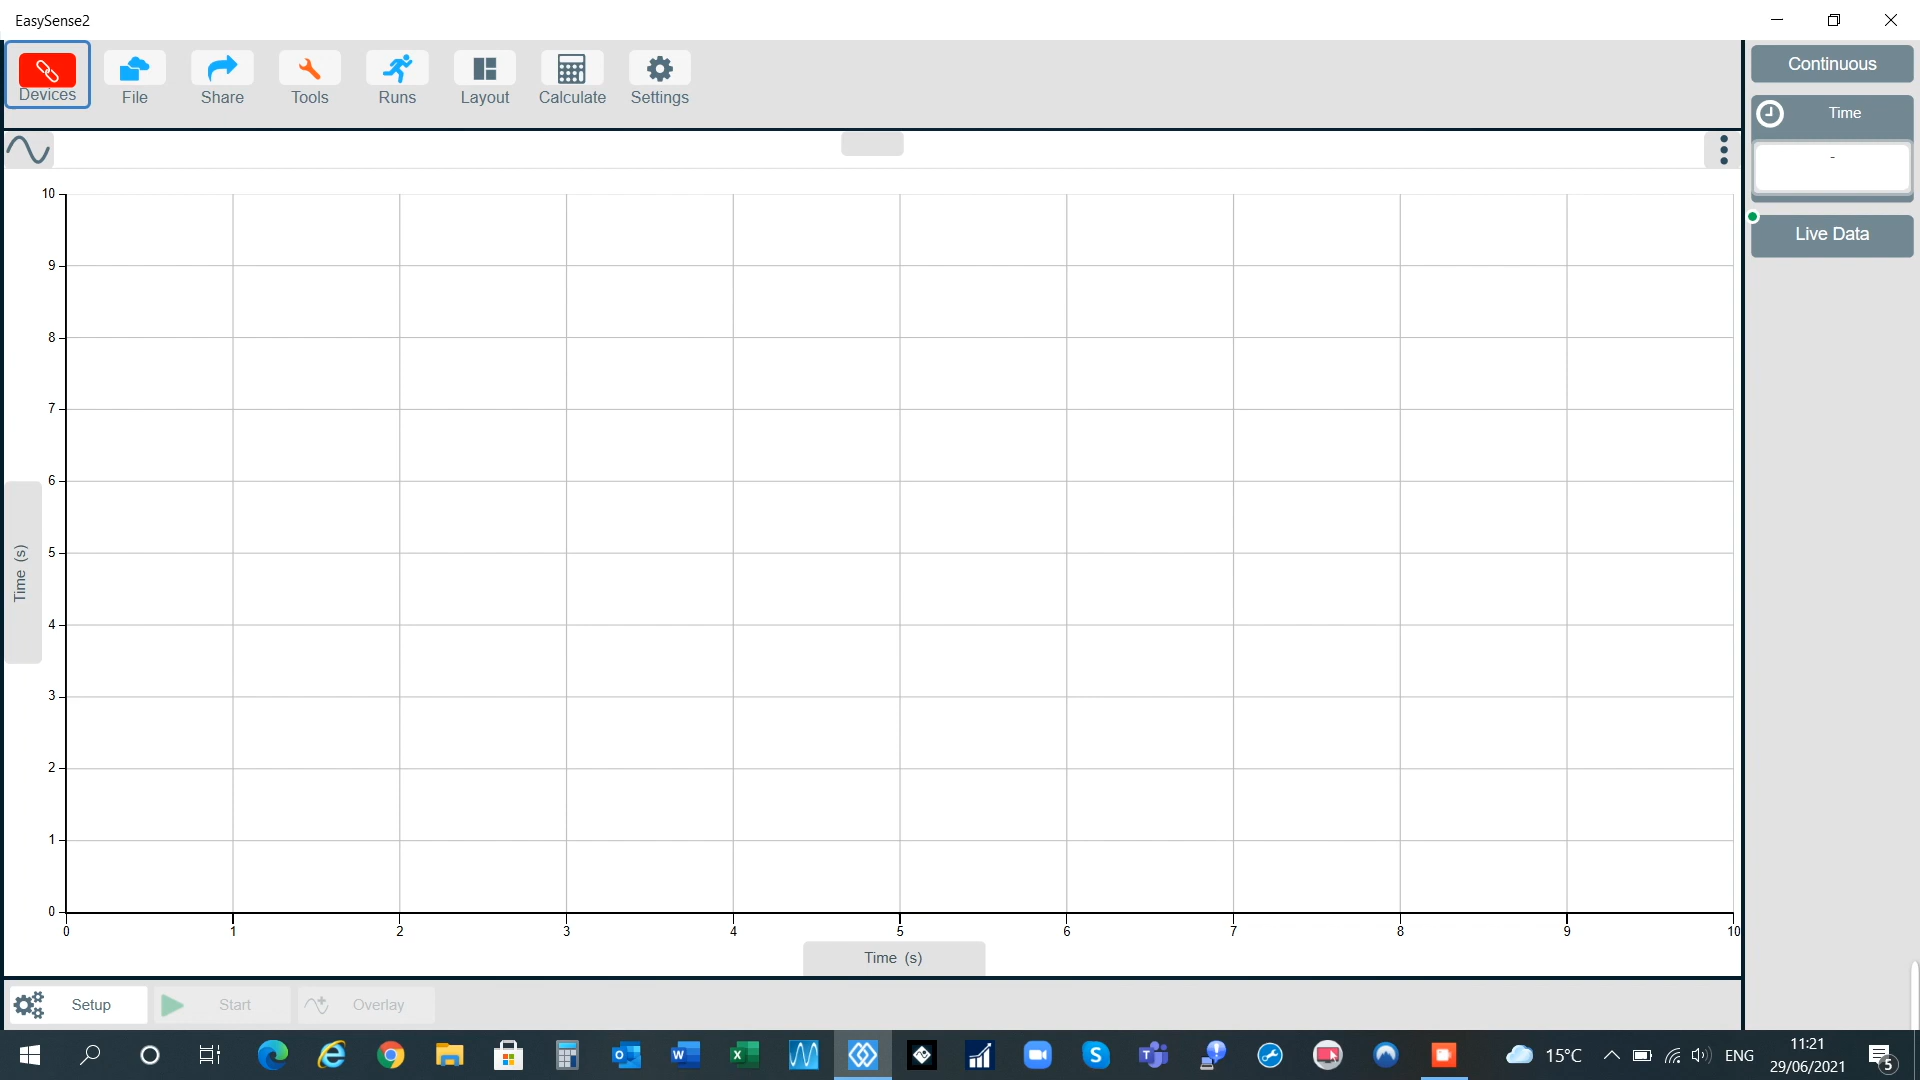 EasySense2
Devices File Share Tools Runs Layout Calculate Settings
Continuous
Time
-
Live Data
10
9
8
7
6
5
4
3
2
1
0
Time (s)
0 1 2 3 4 5 6 7 8 9 10
Time (s)
Setup Start Overlay
15°C ENG 11:21
29/06/2021 5